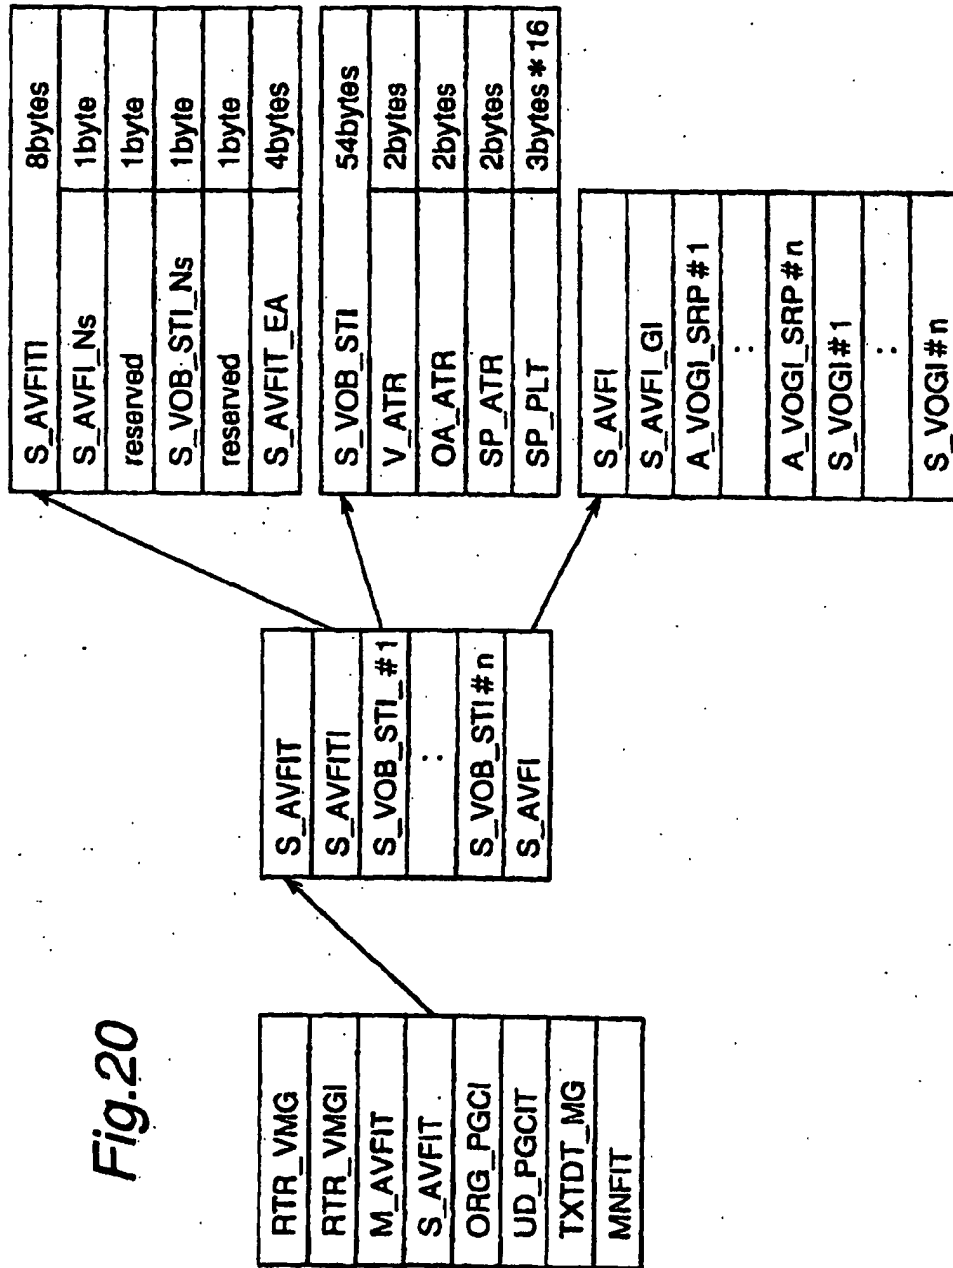 Fig.20
RTR_VMG
RTR_VMGI
M_AVFIT
S_AVFIT
ORG_PGCI
UD_PGCIT
TXTDT_MG
MNFIT
S_AVFIT
S_AVFITI
S_VOB_STI_#1
:
S_VOB_STI#n
S_AVFI
S_AVFITI 8bytes
S_AVFI_Ns 1byte
reserved 1byte
S_VOB_STI_Ns 1byte
reserved 1byte
S_AVFIT_EA 4bytes
S_VOB_STI 54bytes
V_ATR 2bytes
OA_ATR 2bytes
SP_ATR 2bytes
SP_PLT 3bytes*16
S_AVFI
S_AVFI_GI
A_VOGI_SRP#1
:
A_VOGI_SRP#n
S_VOGI#1
:
S_VOGI#n